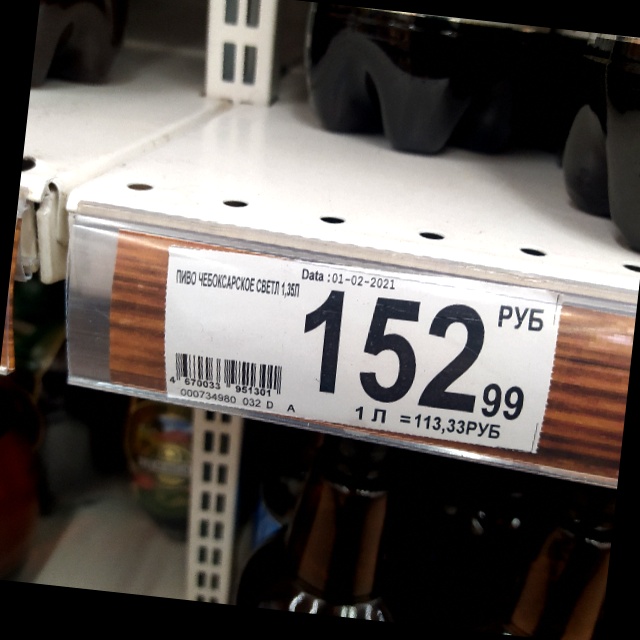 Data : 01-02-2021
ПИВО ЧЕБОКСАРСКОЕ СВЕТЛ 1,35Л
РУБ
152 99
4 670033 951301
000734980 032 D A
1 Л =113,33РУБ